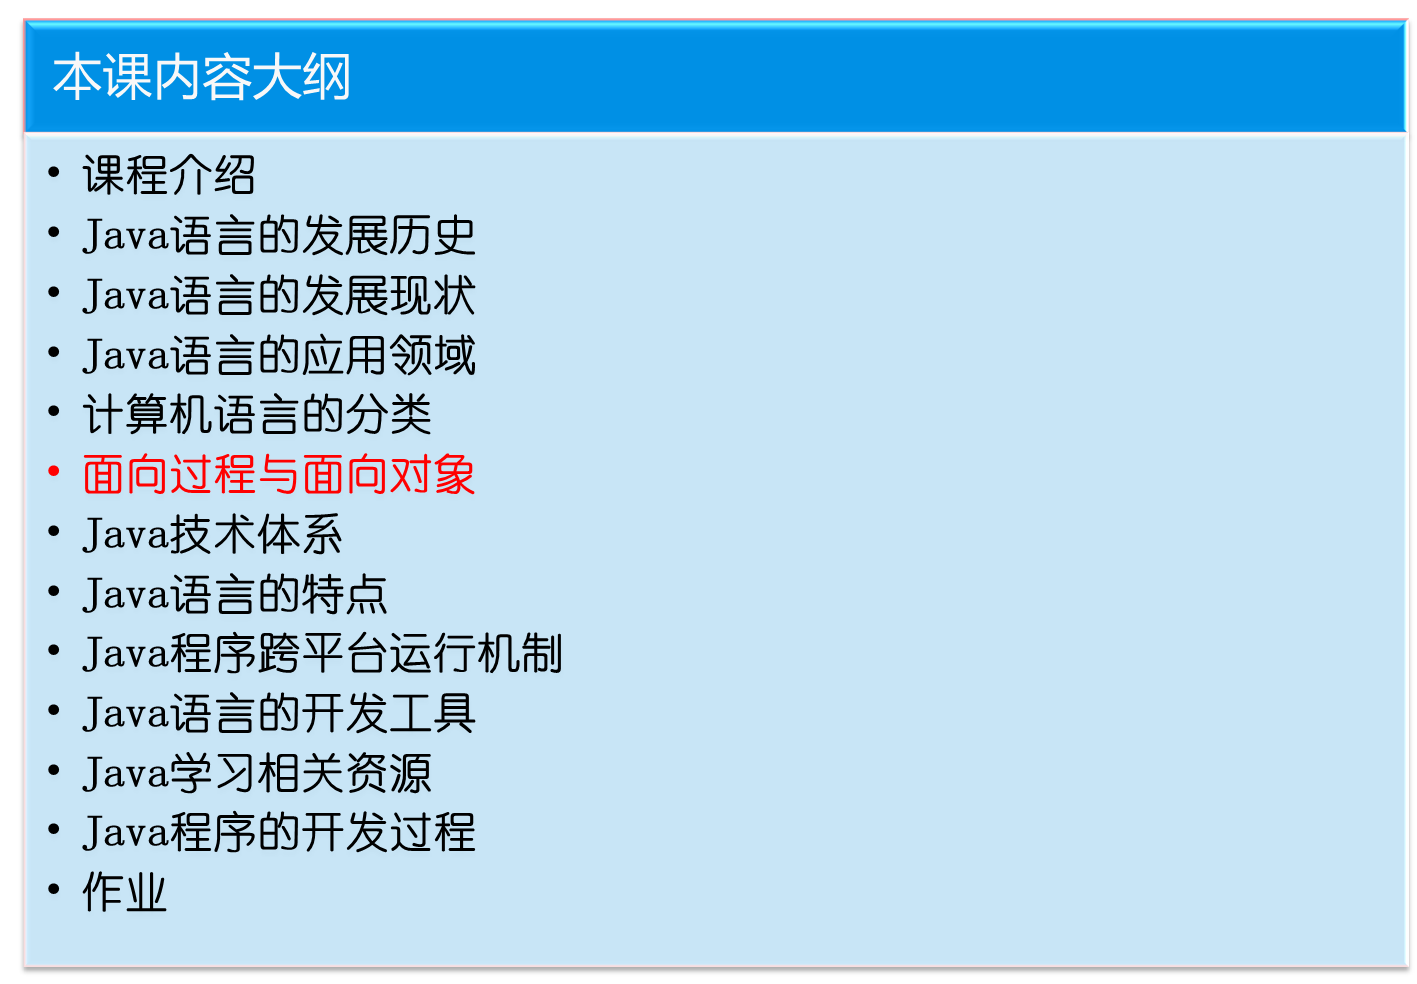 本课内容大纲
• 课程介绍
• Java语言的发展历史
• Java语言的发展现状
• Java语言的应用领域
• 计算机语言的分类
• 面向过程与面向对象
• Java技术体系
• Java语言的特点
• Java程序跨平台运行机制
• Java语言的开发工具
• Java学习相关资源
• Java程序的开发过程
• 作业